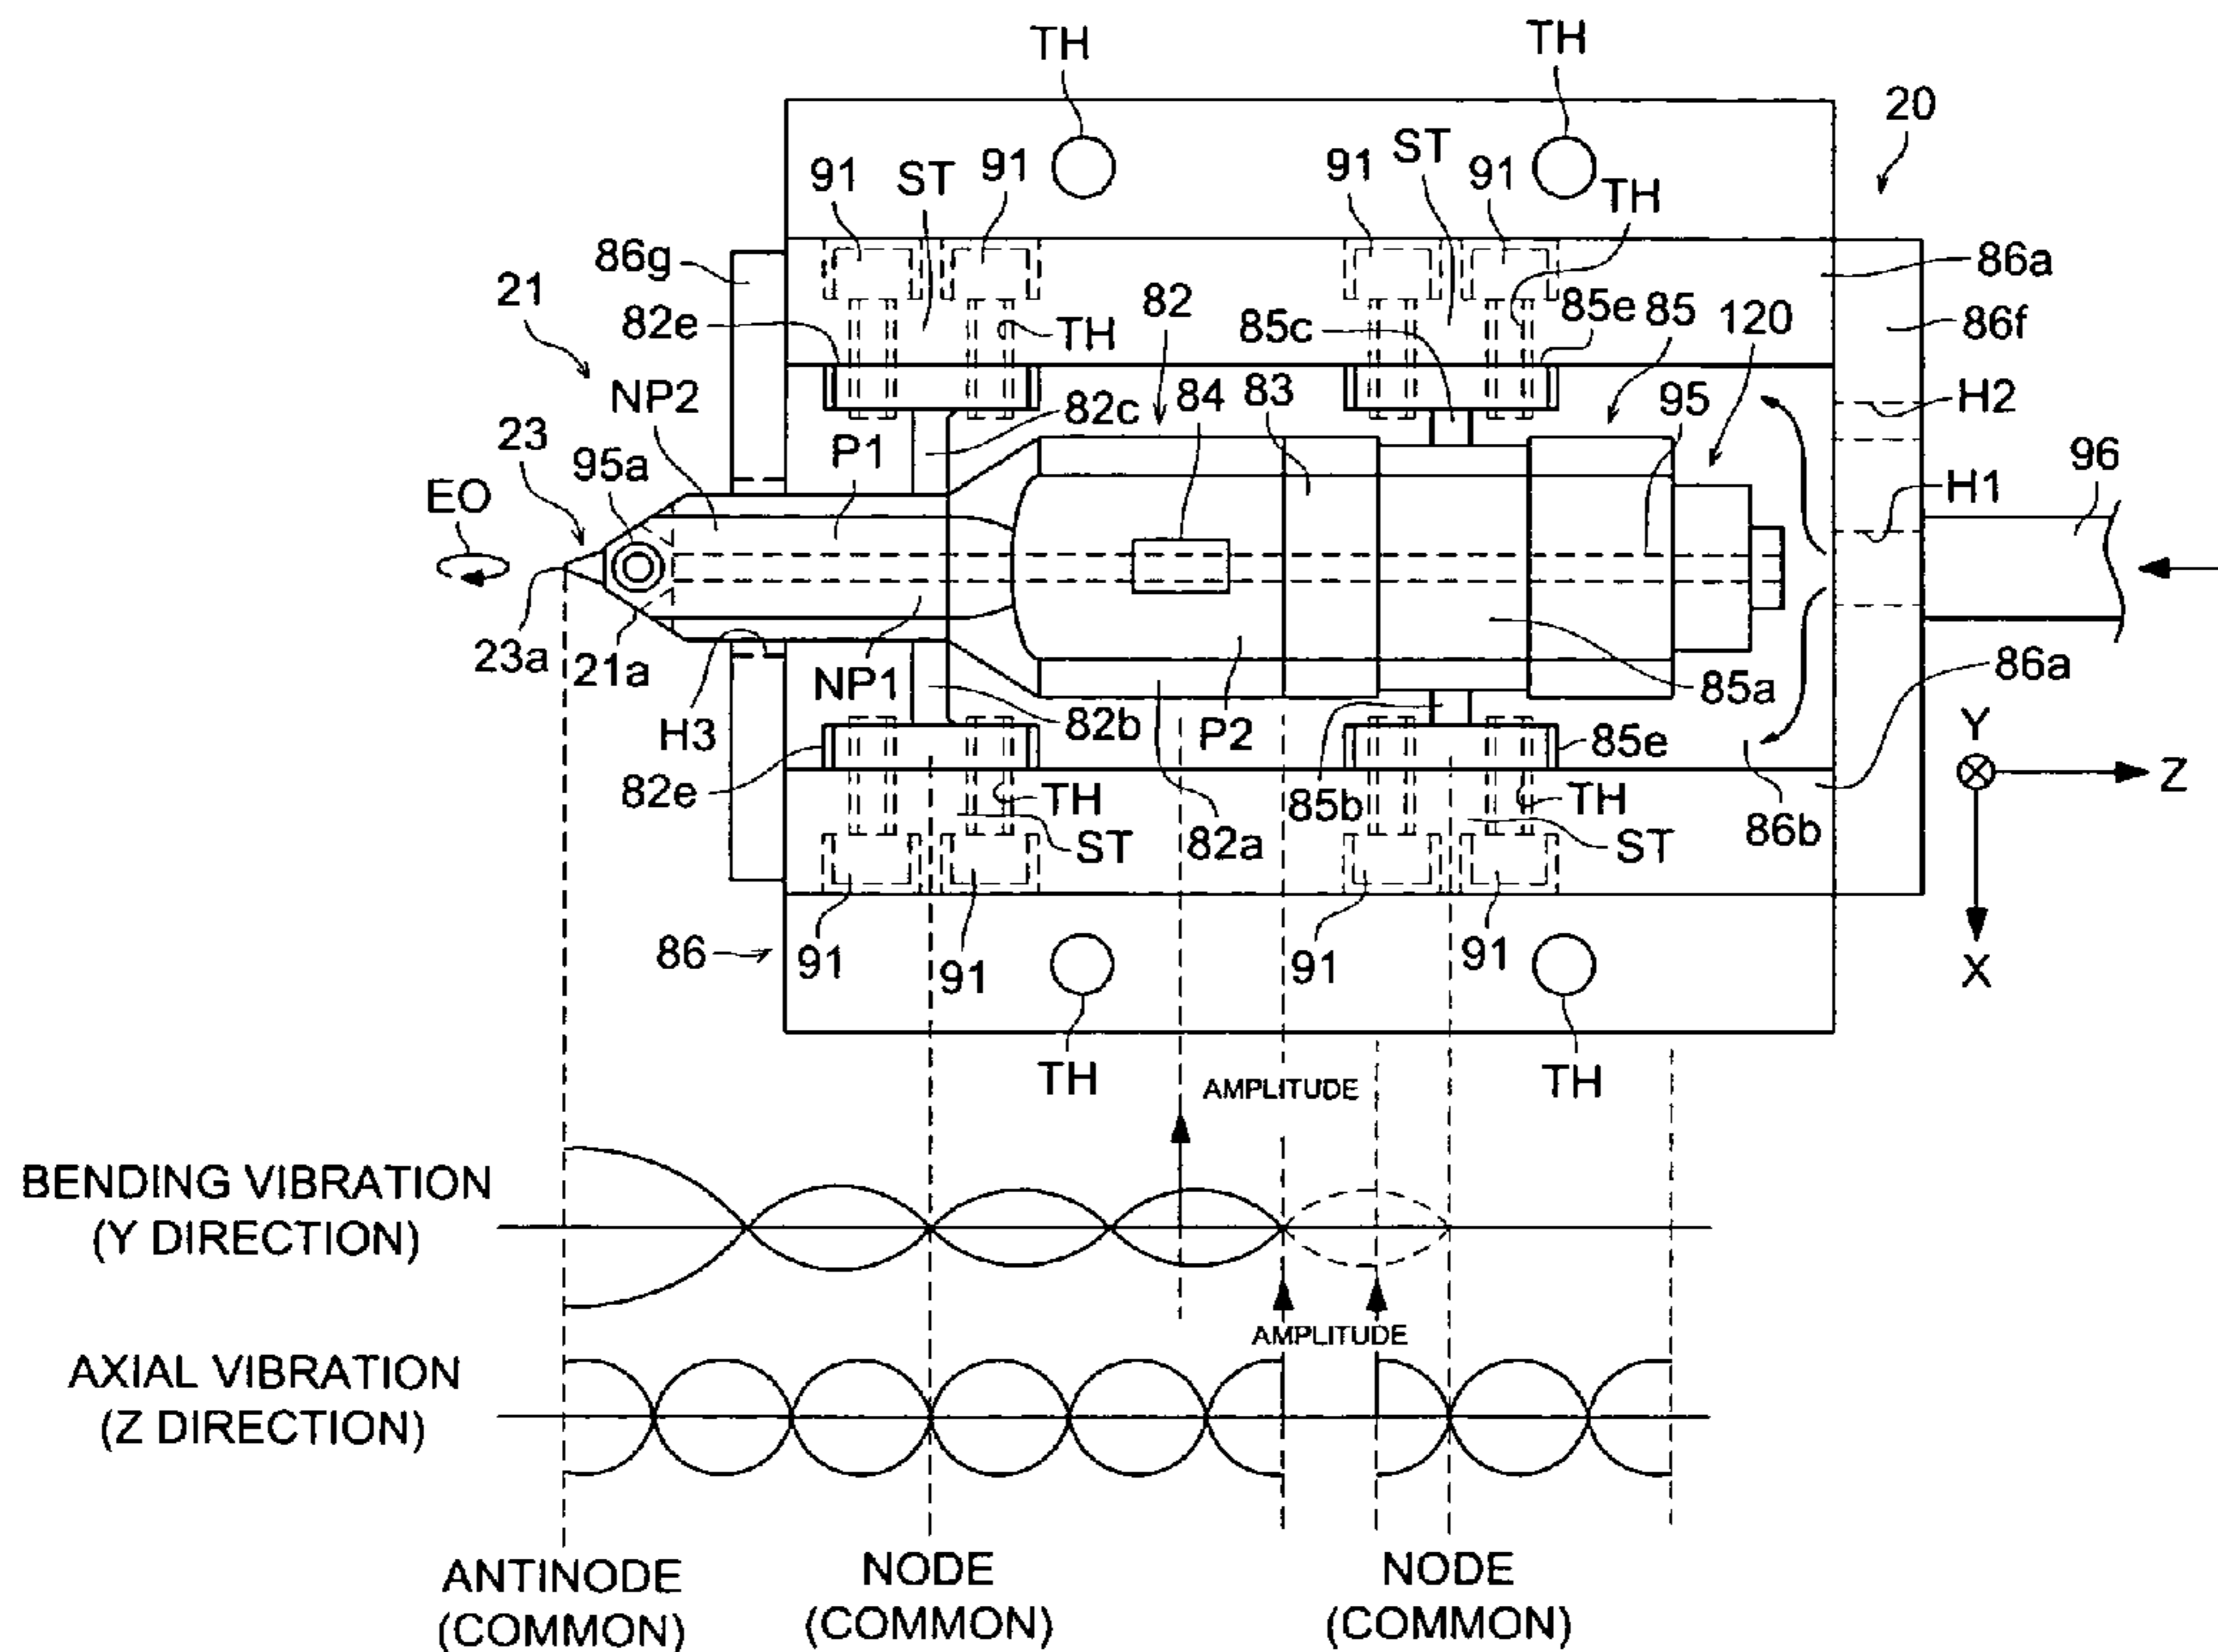 TH
TH
20
91
ST
91
91
ST
91
TH
86g
86a
21
82e
TH
85c
82
85e
85
120
86f
NP2
82c
84
83
95
H2
23
95a
P1
96
EO
H1
23a
21a
NP1
85a
86a
H3
82b
P2
85e
Y
Z
82e
TH
ST
82a
85b
TH
ST
86b
X
86
91
91
91
91
TH
TH
AMPLITUDE
BENDING VIBRATION
(Y DIRECTION)
AMPLITUDE
AXIAL VIBRATION
(Z DIRECTION)
ANTINODE
(COMMON)
NODE
(COMMON)
NODE
(COMMON)